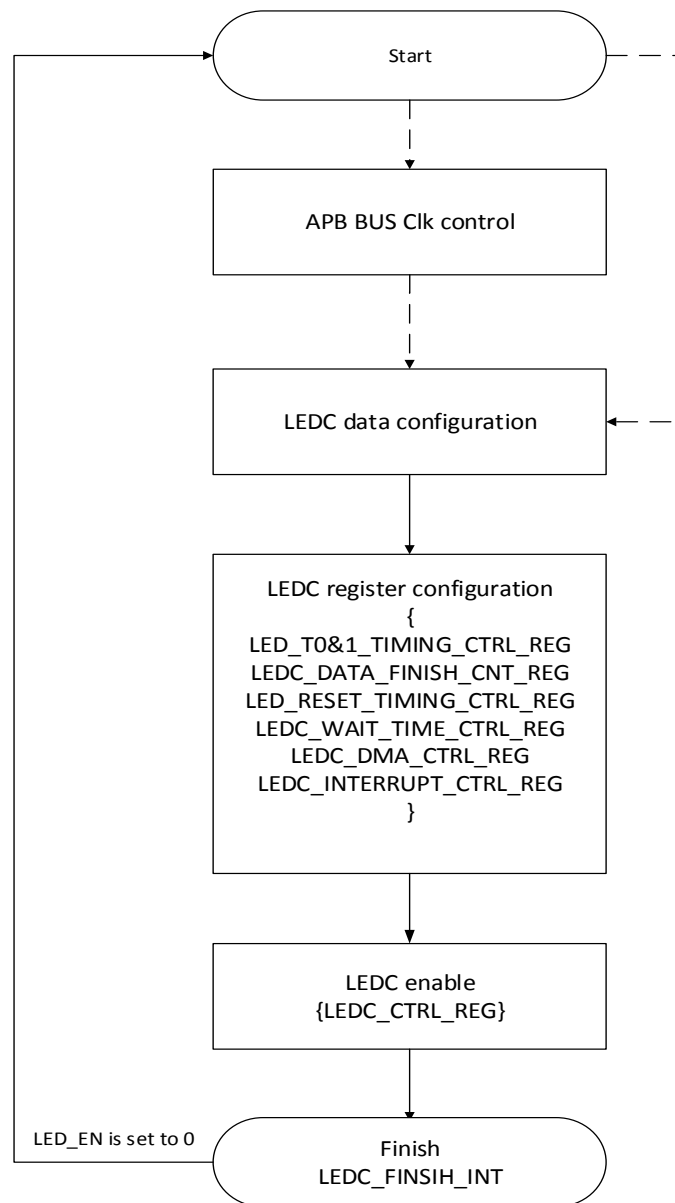 Start
APB BUS Clk control
LEDC data configuration
LEDC register configuration
{
LED_T0&1_TIMING_CTRL_REG
LEDC_DATA_FINISH_CNT_REG
LED_RESET_TIMING_CTRL_REG
LEDC_WAIT_TIME_CTRL_REG
LEDC_DMA_CTRL_REG
LEDC_INTERRUPT_CTRL_REG
}
LEDC enable
{LEDC_CTRL_REG}
LED_EN is set to 0
Finish
LEDC_FINSIH_INT